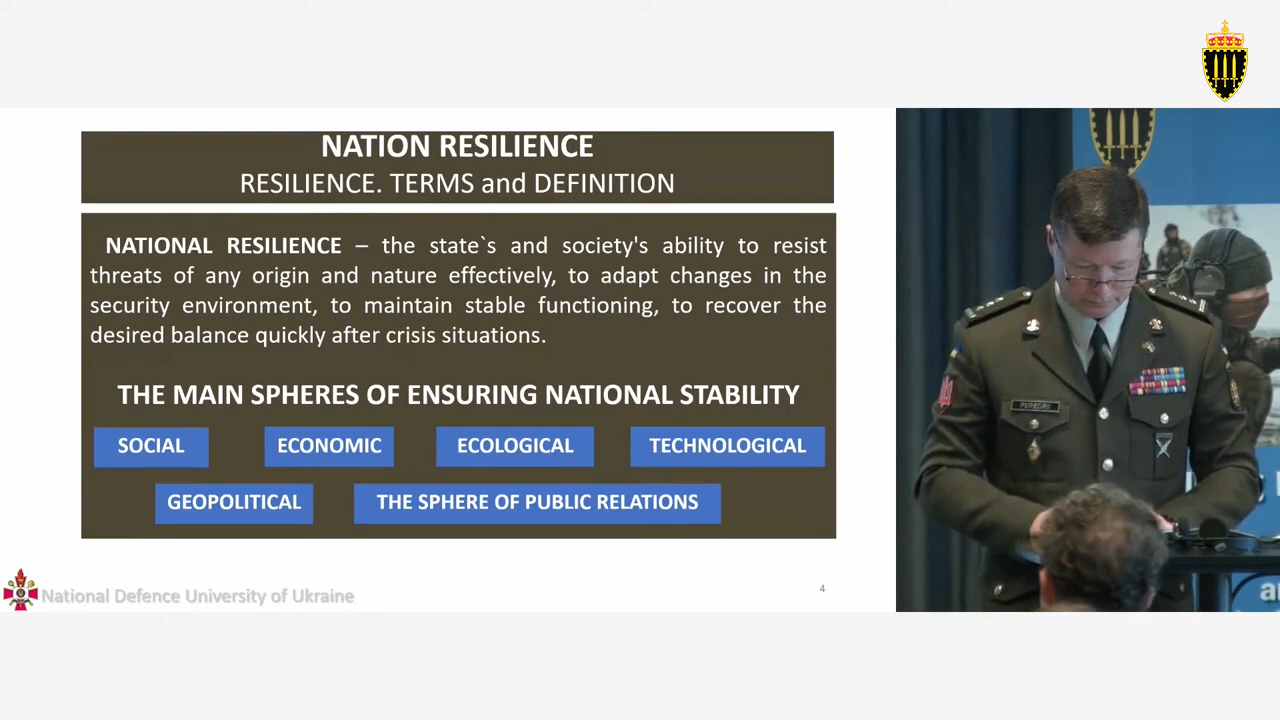 NATION RESILIENCE
RESILIENCE. TERMS and DEFINITION
NATIONAL RESILIENCE – the state`s and society's ability to resist
threats of any origin and nature effectively, to adapt changes in the
security environment, to maintain stable functioning, to recover the
desired balance quickly after crisis situations.
THE MAIN SPHERES OF ENSURING NATIONAL STABILITY
SOCIAL
ECONOMIC
ECOLOGICAL
TECHNOLOGICAL
GEOPOLITICAL
THE SPHERE OF PUBLIC RELATIONS
National Defence University of Ukraine
4